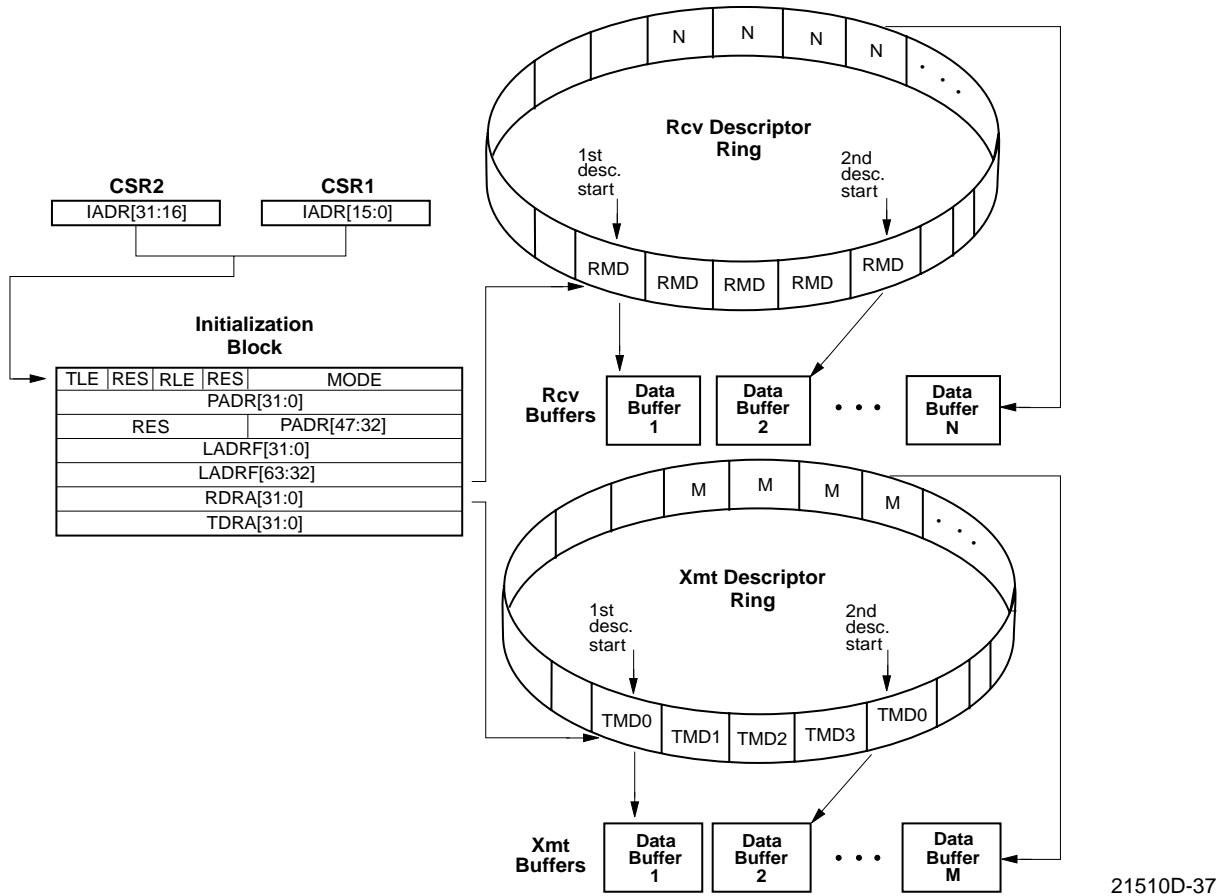 N N N N
Rcv Descriptor
Ring
1st
desc.
start
2nd
desc.
start
CSR2 CSR1
IADR[31:16] IADR[15:0]
RMD RMD RMD RMD RMD
Initialization
Block
TLE RES RLE RES MODE
PADR[31:0]
RES PADR[47:32]
LADRF[31:0]
LADRF[63:32]
RDRA[31:0]
TDRA[31:0]
Rcv
Buffers
Data
Buffer
1
Data
Buffer
2
• • •
Data
Buffer
N
M M M M
Xmt Descriptor
Ring
1st
desc.
start
2nd
desc.
start
TMD0 TMD1 TMD2 TMD3 TMD0
Xmt
Buffers
Data
Buffer
1
Data
Buffer
2
• • •
Data
Buffer
M
21510D-37